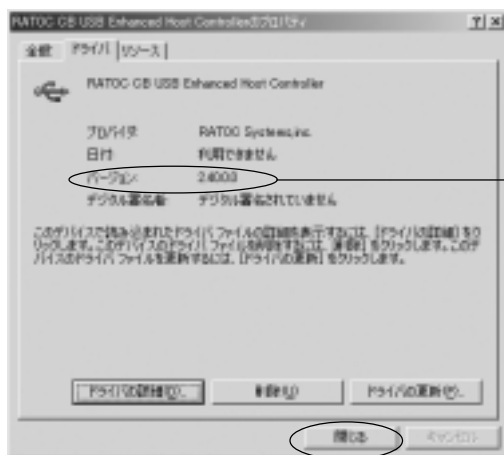 RATOC CB USB Enhanced Host Controllerのプロパティ
全般 ドライバ リソース
RATOC CB USB Enhanced Host Controller
プロバイダ: RATOC Systems,inc.
日付: 利用できません
バージョン: 2.4.0.0.3
デジタル署名者: デジタル署名されていません
このデバイスで読み込まれたドライバ ファイルの詳細を表示するには、[ドライバの詳細] をク
リックします。このデバイスのドライバ ファイルを削除するには、[削除] をクリックします。このデ
バイスのドライバ ファイルを更新するには、[ドライバの更新] をクリックします。
ドライバの詳細(D)... 削除(U) ドライバの更新(P)...
閉じる キャンセル